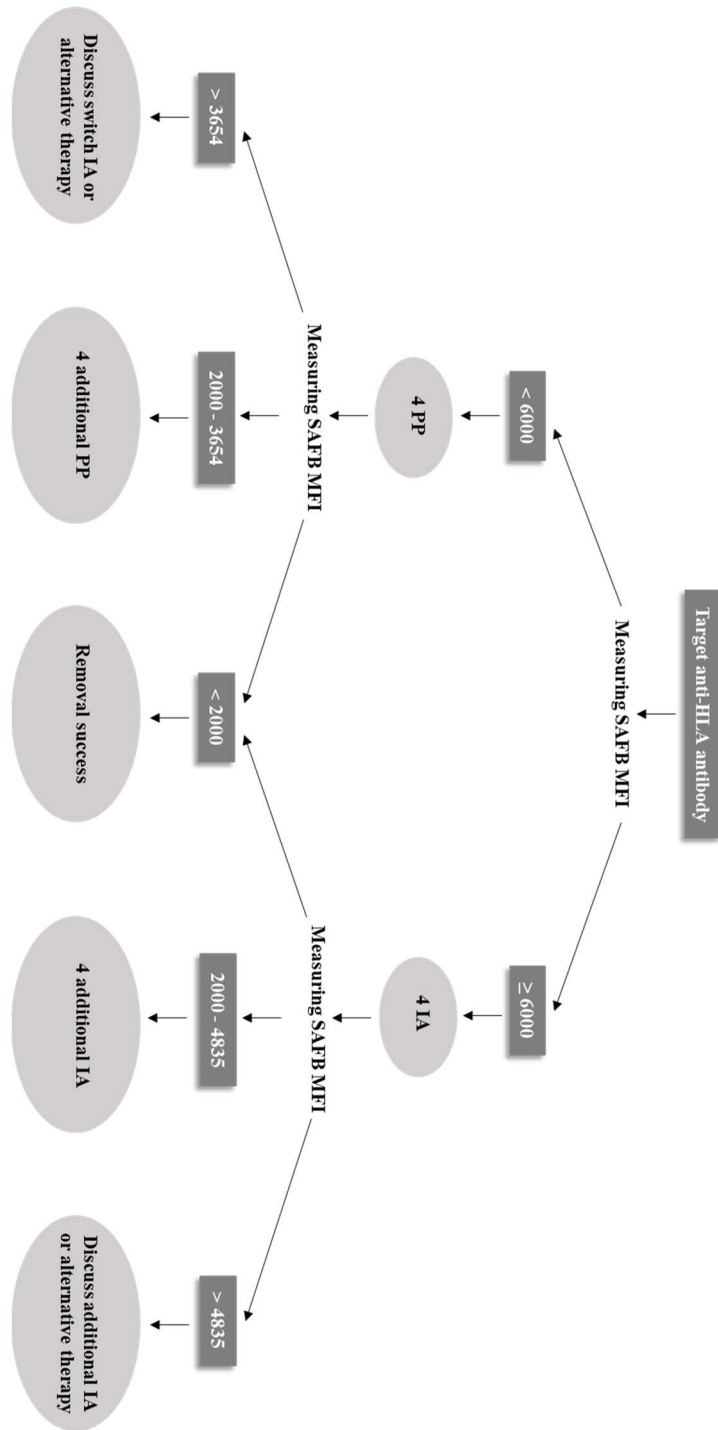 Target anti-HLA antibody
Measuring SAFB MFI
< 6000
≥ 6000
4 PP
4 IA
Measuring SAFB MFI
Measuring SAFB MFI
> 3654
2000 - 3654
< 2000
2000 - 4835
> 4835
Discuss switch IA or
alternative therapy
4 additional PP
Removal success
4 additional IA
Discuss additional IA
or alternative therapy